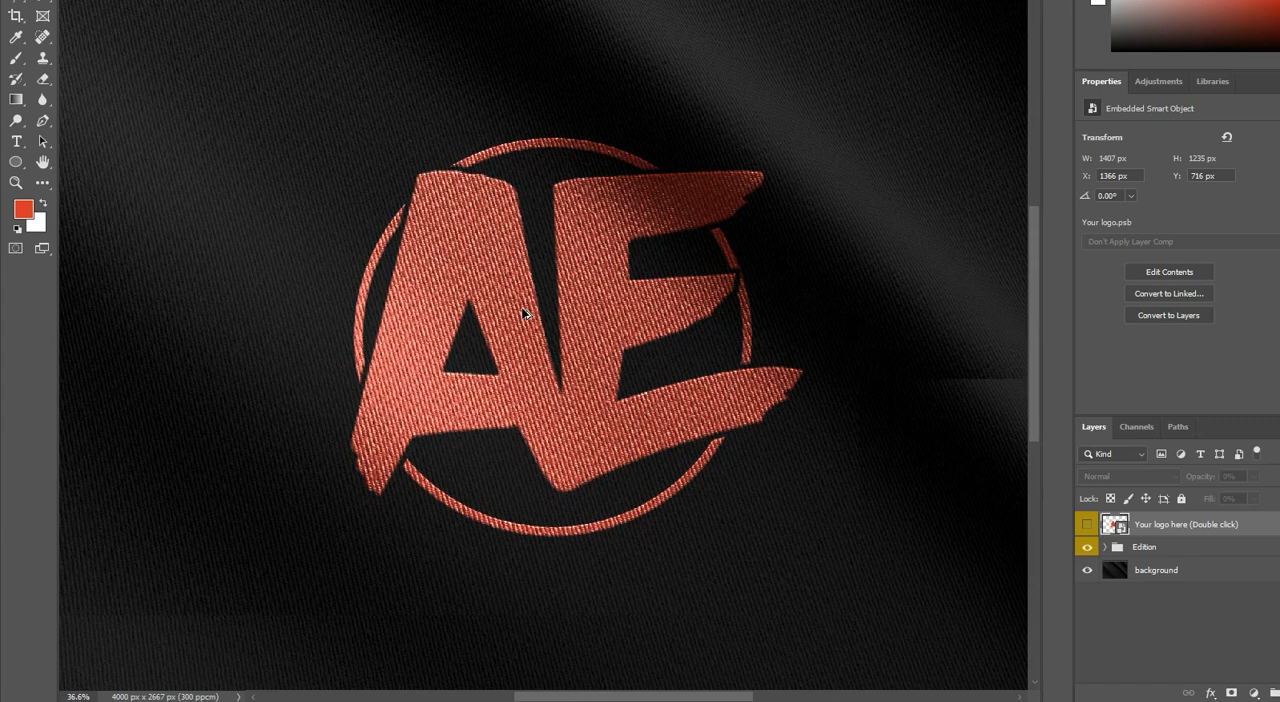 AE
Properties
Adjustments
Libraries
Embedded Smart Object
Transform
W: 1407 px
H: 1235 px
X: 1366 px
Y: 716 px
0.00°
Your logo.psb
Don't Apply Layer Comp
Edit Contents
Convert to Linked...
Convert to Layers
Layers
Channels
Paths
Kind
Normal
Opacity: 0%
Lock:
Fill: 0%
Your logo here (Double click)
Edition
background
36.6%
4000 px x 2667 px (300 ppcm)